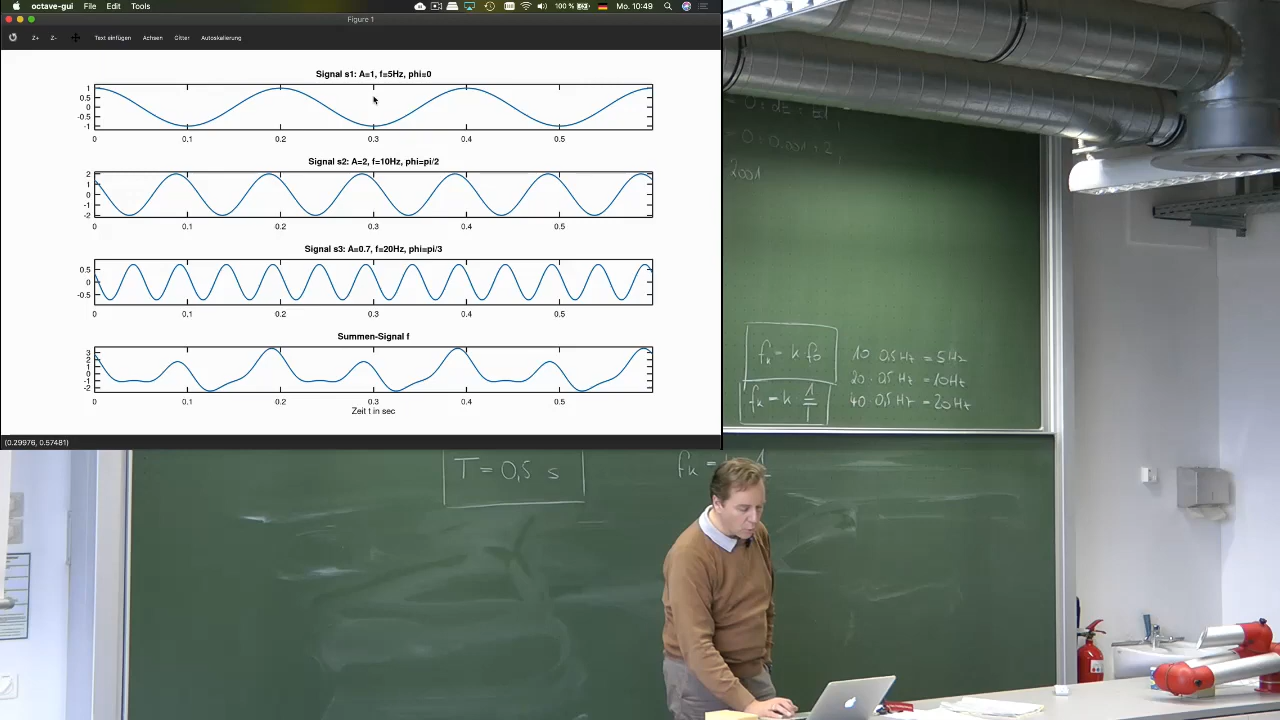 octave-gui File Edit Tools 100 % Mo. 10:49
Figure 1
Z+ Z- Text einfügen Achsen Gitter Autoskalierung
Signal s1: A=1, f=5Hz, phi=0
1
0.5
0
-0.5
-1
0 0.1 0.2 0.3 0.4 0.5
Signal s2: A=2, f=10Hz, phi=pi/2
2
1
0
-1
-2
0 0.1 0.2 0.3 0.4 0.5
Signal s3: A=0.7, f=20Hz, phi=pi/3
0.5
0
-0.5
0 0.1 0.2 0.3 0.4 0.5
Summen-Signal f
3
2
1
0
-1
-2
0 0.1 0.2 0.3 0.4 0.5
Zeit t in sec
(0.29976, 0.57481)
= 0 : 0.001 : 2
2001
fk = k f0
fk = k 1/T
10 · 0,5 Hz = 5 Hz
20 · 0,5 Hz = 10 Hz
40 · 0,5 Hz = 20 Hz
T = 0,5 s
fk =